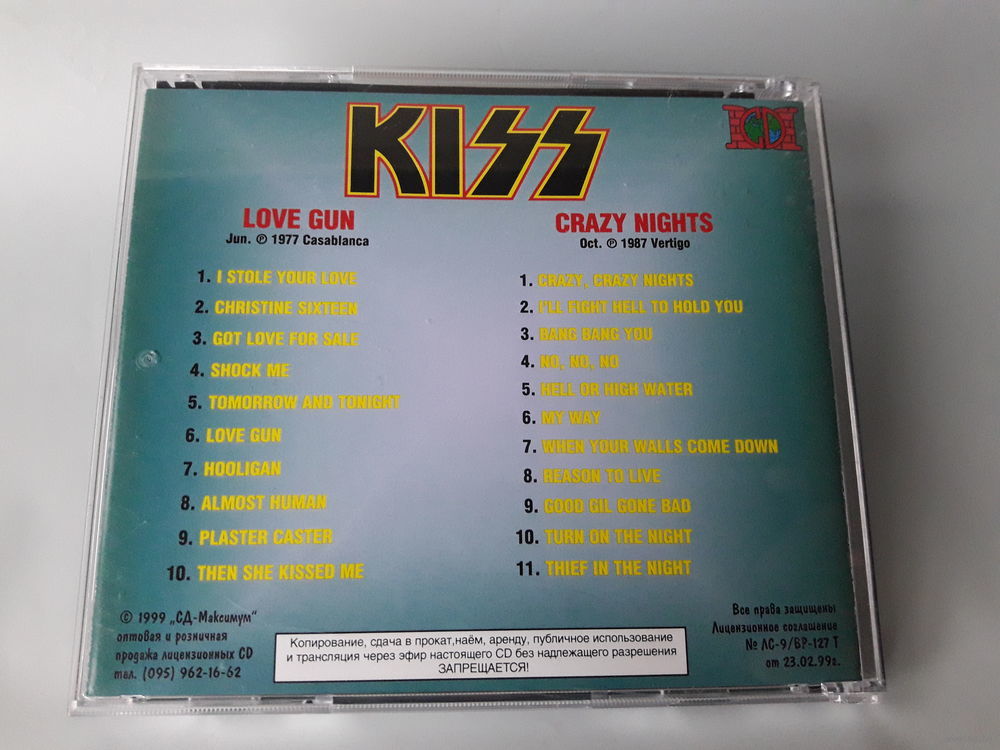 KISS
LOVE GUN
Jun. ℗ 1977 Casablanca
1. I STOLE YOUR LOVE
2. CHRISTINE SIXTEEN
3. GOT LOVE FOR SALE
4. SHOCK ME
5. TOMORROW AND TONIGHT
6. LOVE GUN
7. HOOLIGAN
8. ALMOST HUMAN
9. PLASTER CASTER
10. THEN SHE KISSED ME
CRAZY NIGHTS
Oct. ℗ 1987 Vertigo
1. CRAZY, CRAZY NIGHTS
2. I'LL FIGHT HELL TO HOLD YOU
3. BANG BANG YOU
4. NO, NO, NO
5. HELL OR HIGH WATER
6. MY WAY
7. WHEN YOUR WALLS COME DOWN
8. REASON TO LIVE
9. GOOD GIL GONE BAD
10. TURN ON THE NIGHT
11. THIEF IN THE NIGHT
© 1999 „СД-Максимум"
оптовая и розничная
продажа лицензионных CD
тел. (095) 962-16-62
Копирование, сдача в прокат,наём, аренду, публичное использование
и трансляция через эфир настоящего CD без надлежащего разрешения
ЗАПРЕЩАЕТСЯ!
Все права защищены
Лицензионное соглашение
№ ЛС-9/ВР-127 Т
от 23.02.99г.